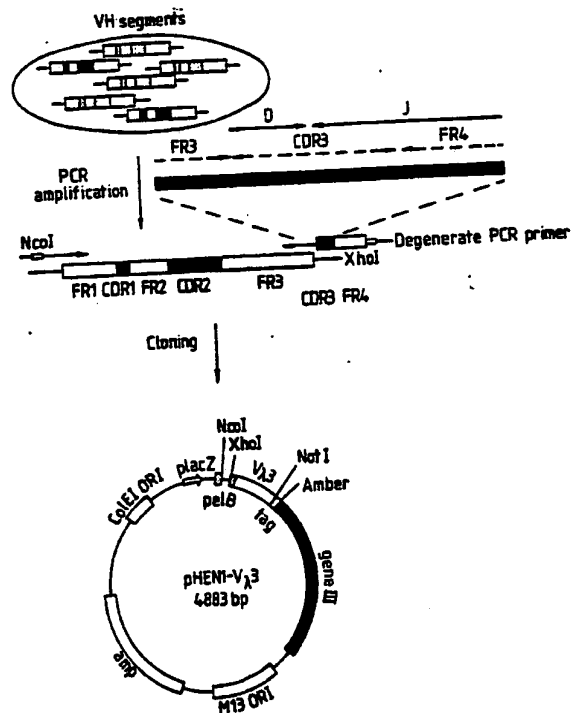 VH segments
D
J
FR3
CDR3
FR4
PCR
amplification
NcoI
Degenerate PCR primer
XhoI
FR1 CDR1 FR2 CDR2 FR3
CDR3 FR4
Cloning
NcoI
XhoI
placZ
Vλ3
NotI
ColEI ORI
pelB
Amber
tag
gene III
pHEN1-Vλ3
4883 bp
amp
M13 ORI